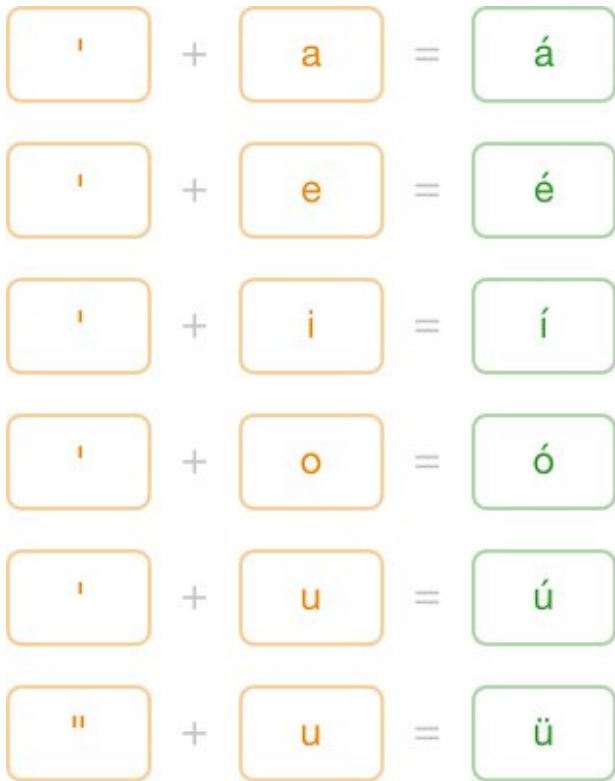 ' + a = á
' + e = é
' + i = í
' + o = ó
' + u = ú
" + u = ü